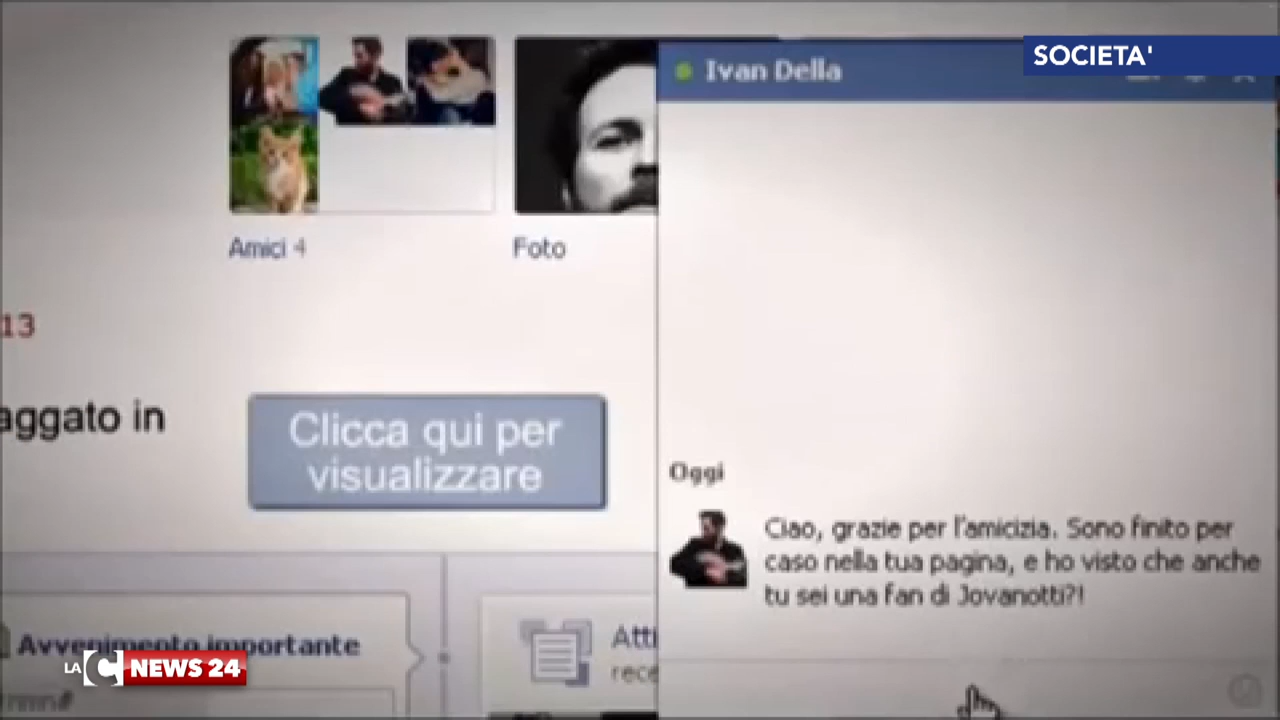 SOCIETA'
Ivan Della
Amici 4
Foto
13
aggato in
Clicca qui per
visualizzare
Oggi
Ciao, grazie per l'amicizia. Sono finito per
caso nella tua pagina, e ho visto che anche
tu sei una fan di Jovanotti?!
Avvenimento importante
Atti
rece
LA C NEWS 24